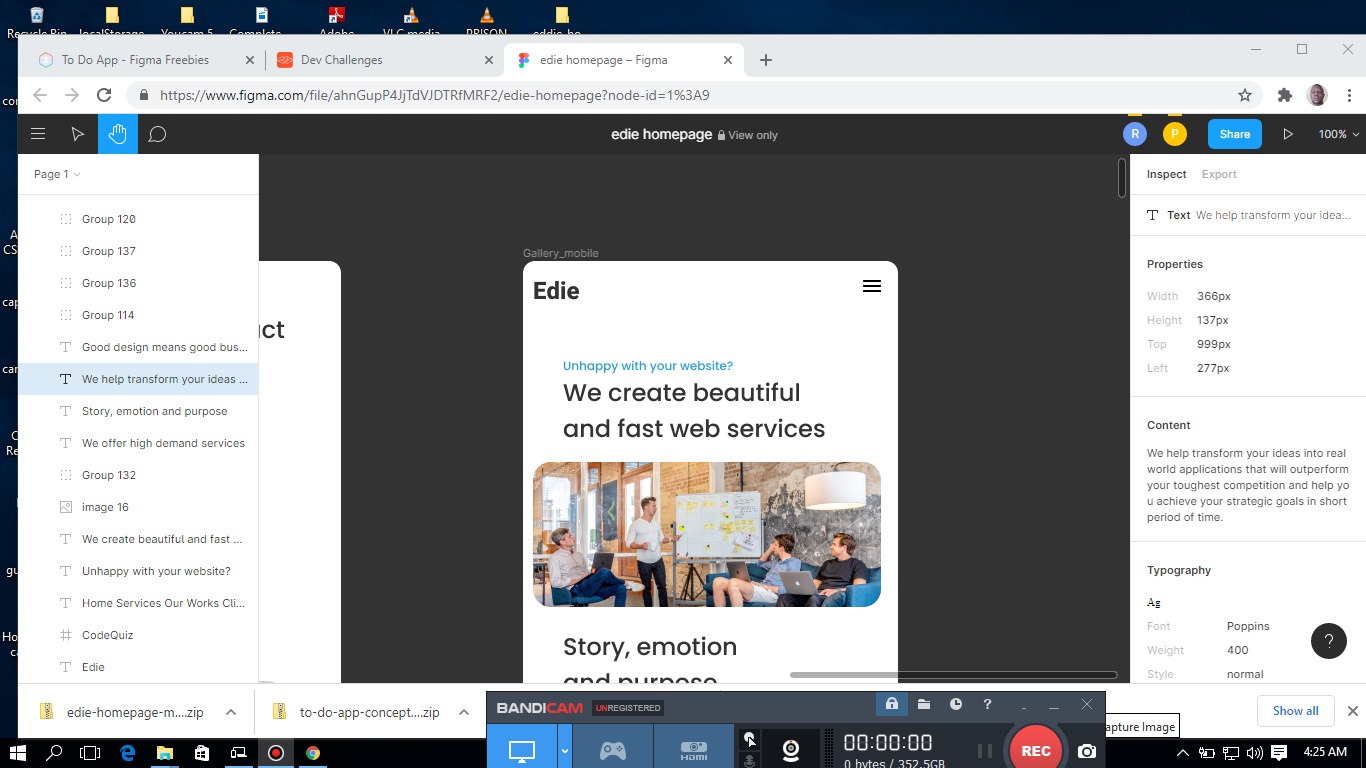 Recycle Bin
localStorage
Youcam 5
Complete
Adobe
VLC media
PRISON
eddie-ho
To Do App - Figma Freebies
Dev Challenges
edie homepage – Figma
https://www.figma.com/file/ahnGupP4JjTdVJDTRfMRF2/edie-homepage?node-id=1%3A9
edie homepage
View only
R
P
Share
100%
Page 1
Inspect
Export
Group 120
Group 137
Group 136
Group 114
Good design means good bus...
We help transform your ideas ...
Story, emotion and purpose
We offer high demand services
Group 132
image 16
We create beautiful and fast ...
Unhappy with your website?
Home Services Our Works Cli...
CodeQuiz
Edie
ct
Gallery_mobile
Edie
Unhappy with your website?
We create beautiful
and fast web services
Story, emotion
and purpose
Text We help transform your idea...
Properties
Width 366px
Height 137px
Top 999px
Left 277px
Content
We help transform your ideas into real
world applications that will outperform
your toughest competition and help yo
u achieve your strategic goals in short
period of time.
Typography
Ag
Font Poppins
Weight 400
Style normal
?
edie-homepage-m....zip
to-do-app-concept....zip
Show all
BANDICAM
UNREGISTERED
?
HDMI
00:00:00
0 bytes / 352.5GB
REC
apture Image
4:25 AM